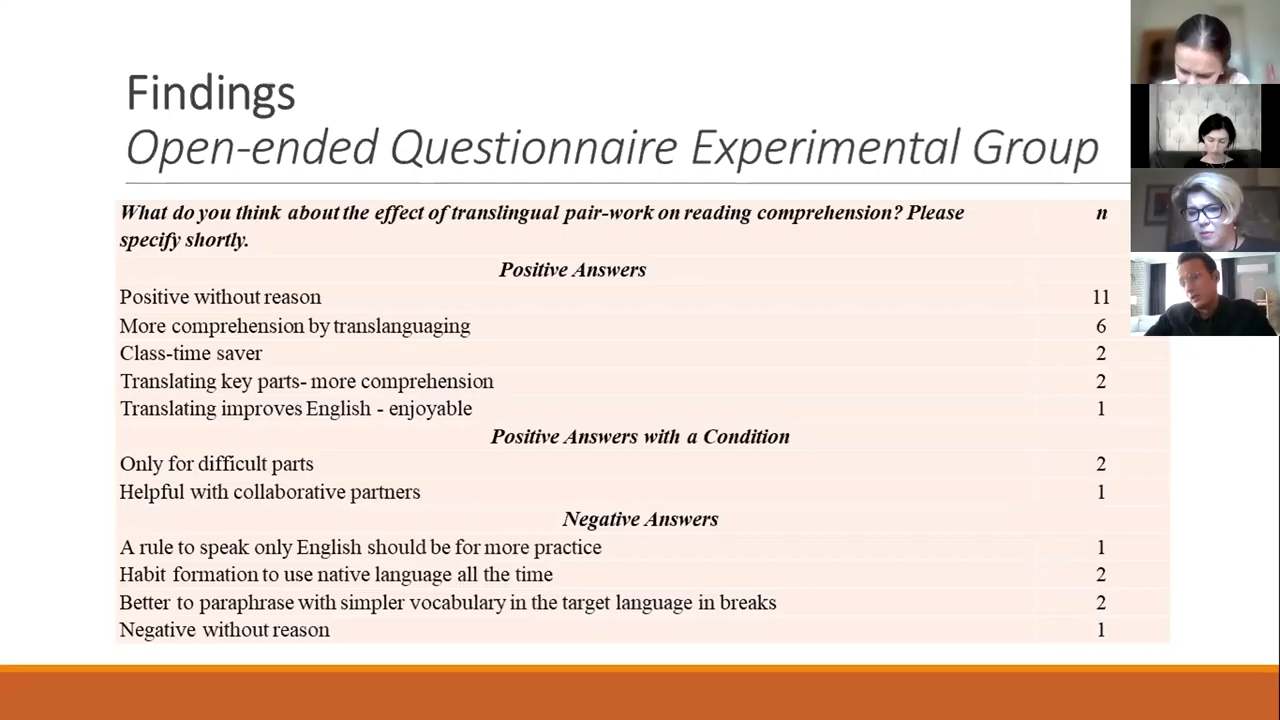 Findings
Open-ended Questionnaire Experimental Group
What do you think about the effect of translingual pair-work on reading comprehension? Please n
specify shortly.
Positive Answers
Positive without reason 11
More comprehension by translanguaging 6
Class-time saver 2
Translating key parts- more comprehension 2
Translating improves English - enjoyable 1
Positive Answers with a Condition
Only for difficult parts 2
Helpful with collaborative partners 1
Negative Answers
A rule to speak only English should be for more practice 1
Habit formation to use native language all the time 2
Better to paraphrase with simpler vocabulary in the target language in breaks 2
Negative without reason 1